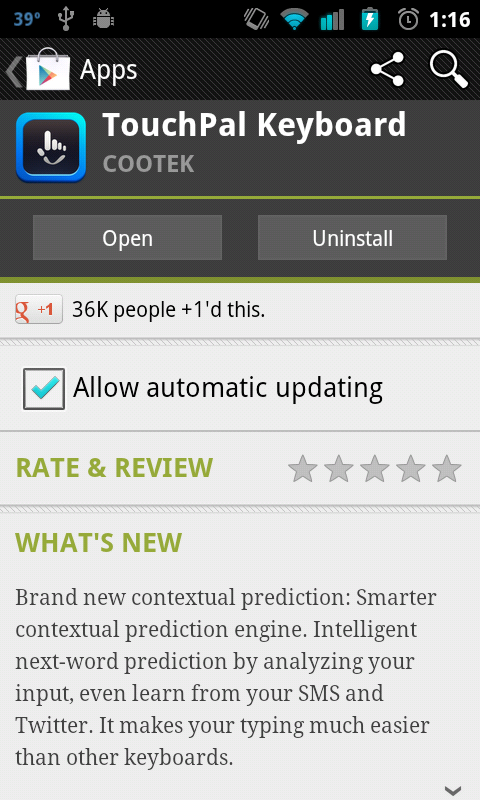 39° 1:16
Apps
TouchPal Keyboard
COOTEK
Open Uninstall
g +1 36K people +1'd this.
Allow automatic updating
RATE & REVIEW
WHAT'S NEW
Brand new contextual prediction: Smarter
contextual prediction engine. Intelligent
next-word prediction by analyzing your
input, even learn from your SMS and
Twitter. It makes your typing much easier
than other keyboards.